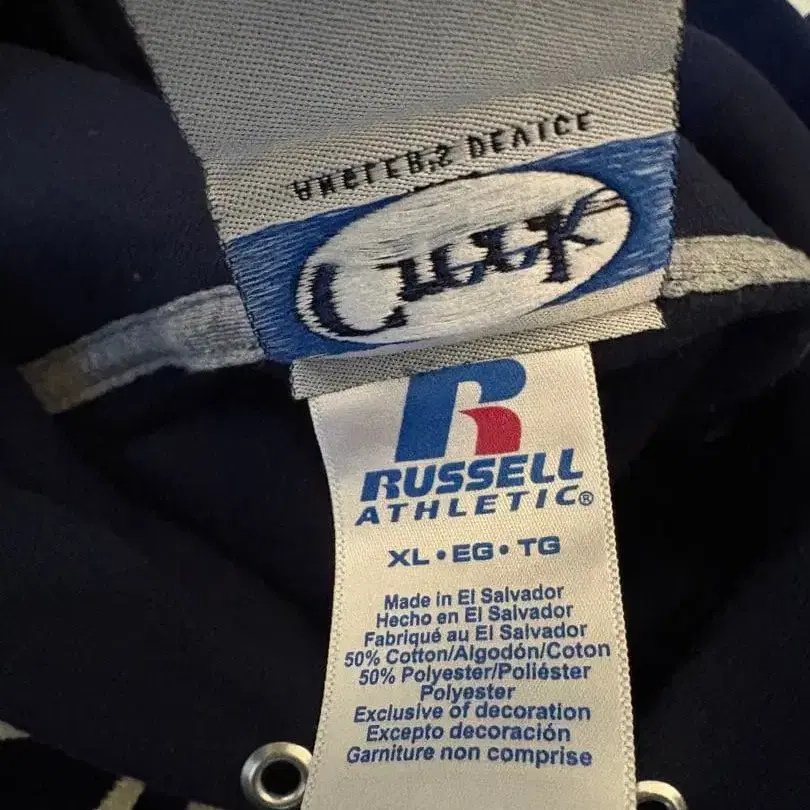 RUSSELL
ATHLETIC®
XL • EG • TG
Made in El Salvador
Hecho en El Salvador
Fabriqué au El Salvador
50% Cotton/Algodón/Coton
50% Polyester/Poliéster
Polyester
Exclusive of decoration
Excepto decoración
Garniture non comprise